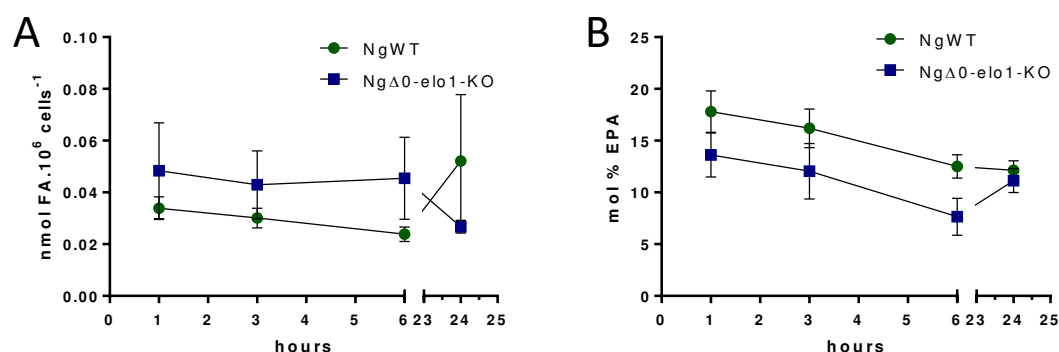 A
nmol FA.10⁶ cells⁻¹
0.10
0.08
0.06
0.04
0.02
0.00
NgWT
NgΔ0-elo1-KO
0 1 2 3 4 5 6 23 24 25
hours
B
mol % EPA
25
20
15
10
5
0
NgWT
NgΔ0-elo1-KO
0 1 2 3 4 5 6 23 24 25
hours